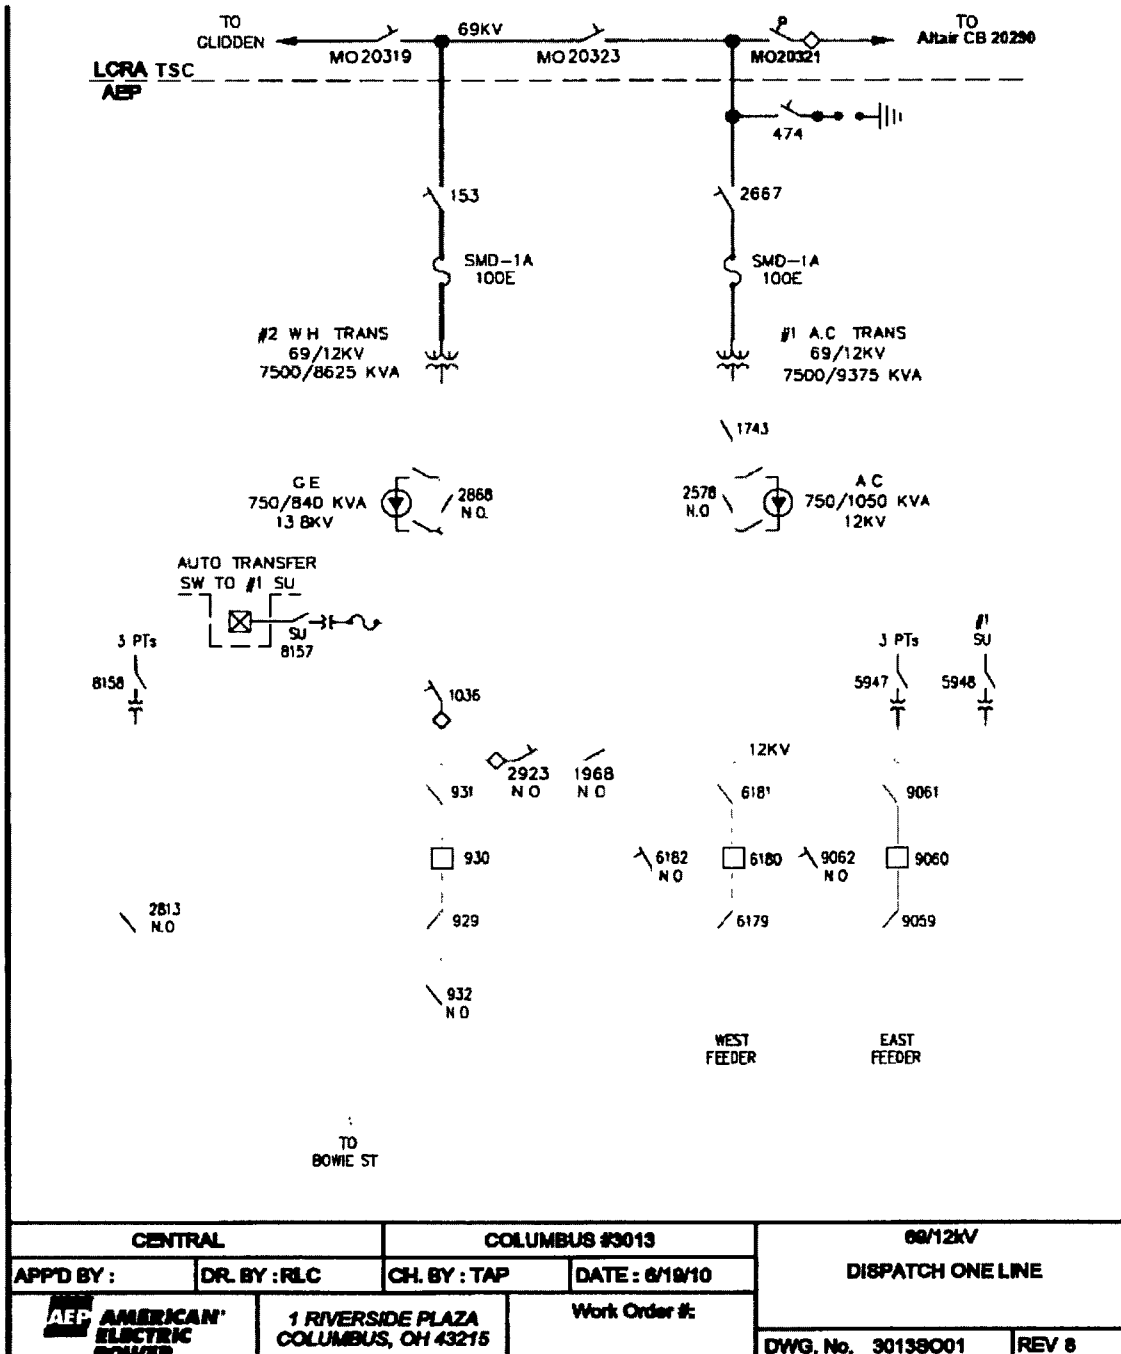 TO
GLIDDEN
69KV
MO20319
MO20323
MO20321
TO
Altair CB 20290
LCRA TSC
AEP
474
153
2667
SMD-1A
100E
SMD-1A
100E
#2 W H TRANS
69/12KV
7500/8625 KVA
#1 A.C TRANS
69/12KV
7500/9375 KVA
1743
G E
750/840 KVA
13 8KV
2868
N.O.
2578
N.O
A C
750/1050 KVA
12KV
AUTO TRANSFER
SW TO #1 SU
SU
8157
3 PTs
8158
3 PTs
5947
#1
SU
5948
1036
2923
N O
1968
N O
12KV
931
6181
9061
930
6182
N O
6180
9062
N O
9060
2813
N.O
929
6179
9059
932
N O
WEST
FEEDER
EAST
FEEDER
TO
BOWIE ST
CENTRAL
COLUMBUS #3013
69/12kV
DISPATCH ONE LINE
APP'D BY :
DR. BY : RLC
CH. BY : TAP
DATE : 6/19/10
AEP AMERICAN
ELECTRIC
POWER
1 RIVERSIDE PLAZA
COLUMBUS, OH 43215
Work Order #:
DWG. No. 3013SO01
REV 8